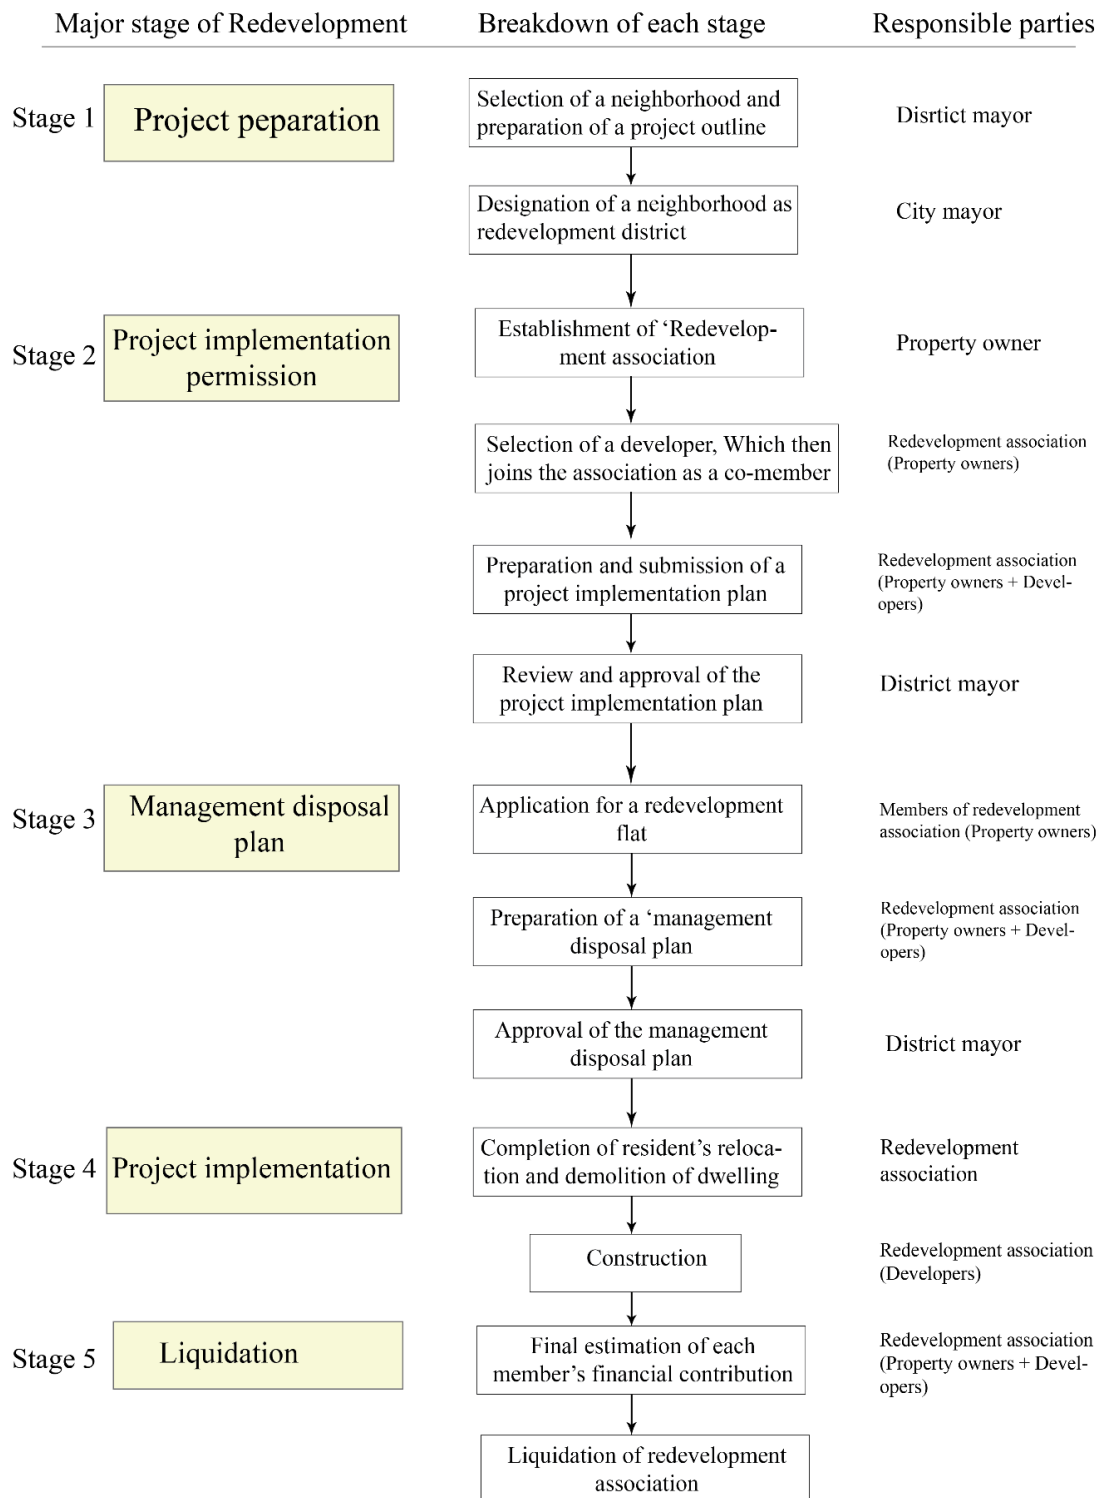 Major stage of Redevelopment
Breakdown of each stage
Responsible parties
Stage 1
Project peparation
Selection of a neighborhood and
preparation of a project outline
Disrtict mayor
Designation of a neighborhood as
redevelopment district
City mayor
Stage 2
Project implementation
permission
Establishment of ‘Redevelop-
ment association
Property owner
Selection of a developer, Which then
joins the association as a co-member
Redevelopment association
(Property owners)
Preparation and submission of a
project implementation plan
Redevelopment association
(Property owners + Devel-
opers)
Review and approval of the
project implementation plan
District mayor
Stage 3
Management disposal
plan
Application for a redevelopment
flat
Members of redevelopment
association (Property owners)
Preparation of a ‘management
disposal plan
Redevelopment association
(Property owners + Devel-
opers)
Approval of the management
disposal plan
District mayor
Stage 4
Project implementation
Completion of resident’s reloca-
tion and demolition of dwelling
Redevelopment
association
Construction
Redevelopment association
(Developers)
Stage 5
Liquidation
Final estimation of each
member’s financial contribution
Redevelopment association
(Property owners + Devel-
opers)
Liquidation of redevelopment
association